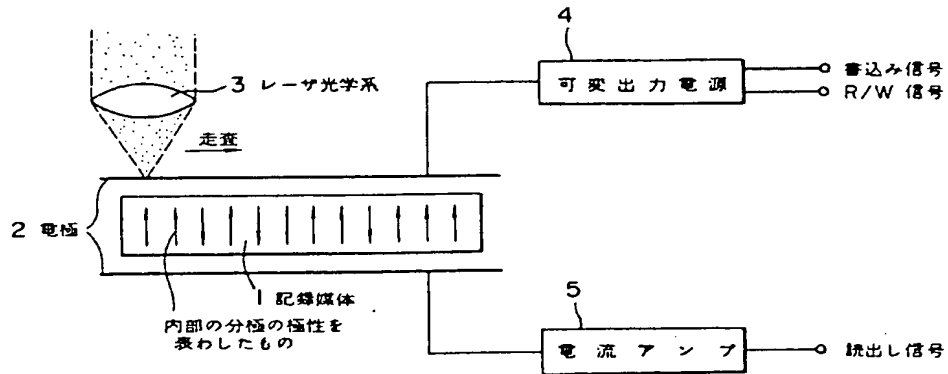 4
可変出力電源
書込み信号
R/W 信号
3 レーザ光学系
走査
2 電極
1 記録媒体
内部の分極の極性を
表わしたもの
5
電流アンプ
読出し信号